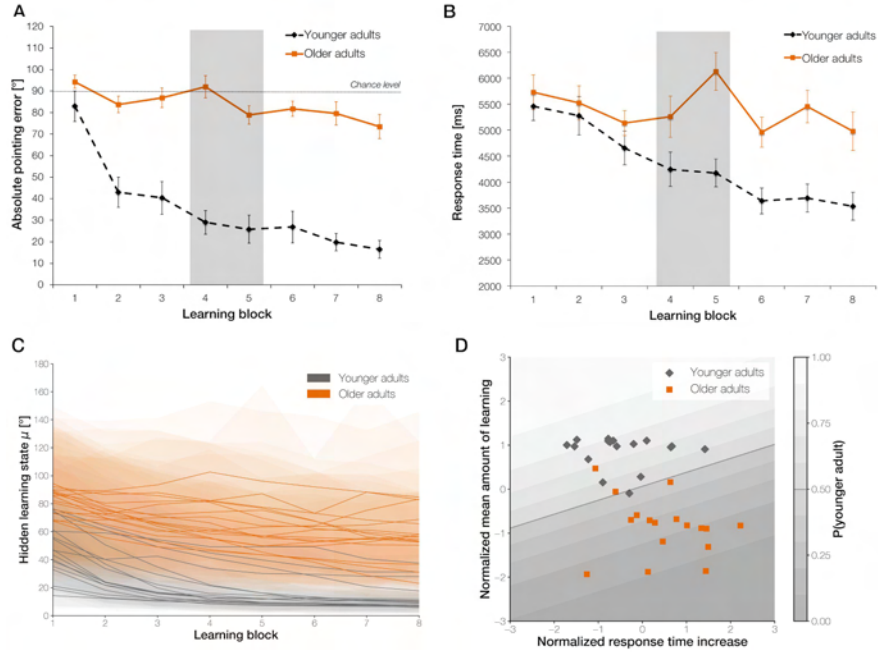 A
Younger adults
Older adults
Chance level
Absolute pointing error [°]
120
110
100
90
80
70
60
50
40
30
20
10
0
1 2 3 4 5 6 7 8
Learning block
B
Younger adults
Older adults
Response time [ms]
7000
6500
6000
5500
5000
4500
4000
3500
3000
2500
2000
1 2 3 4 5 6 7 8
Learning block
C
Younger adults
Older adults
Hidden learning state μ [°]
180
160
140
120
100
80
60
40
20
0
1 2 3 4 5 6 7 8
Learning block
D
Younger adults
Older adults
Normalized mean amount of learning
3
2
1
0
−1
−2
−3
−3 −2 −1 0 1 2 3
Normalized response time increase
1.00
0.75
0.50
0.25
0.00
P(younger adult)